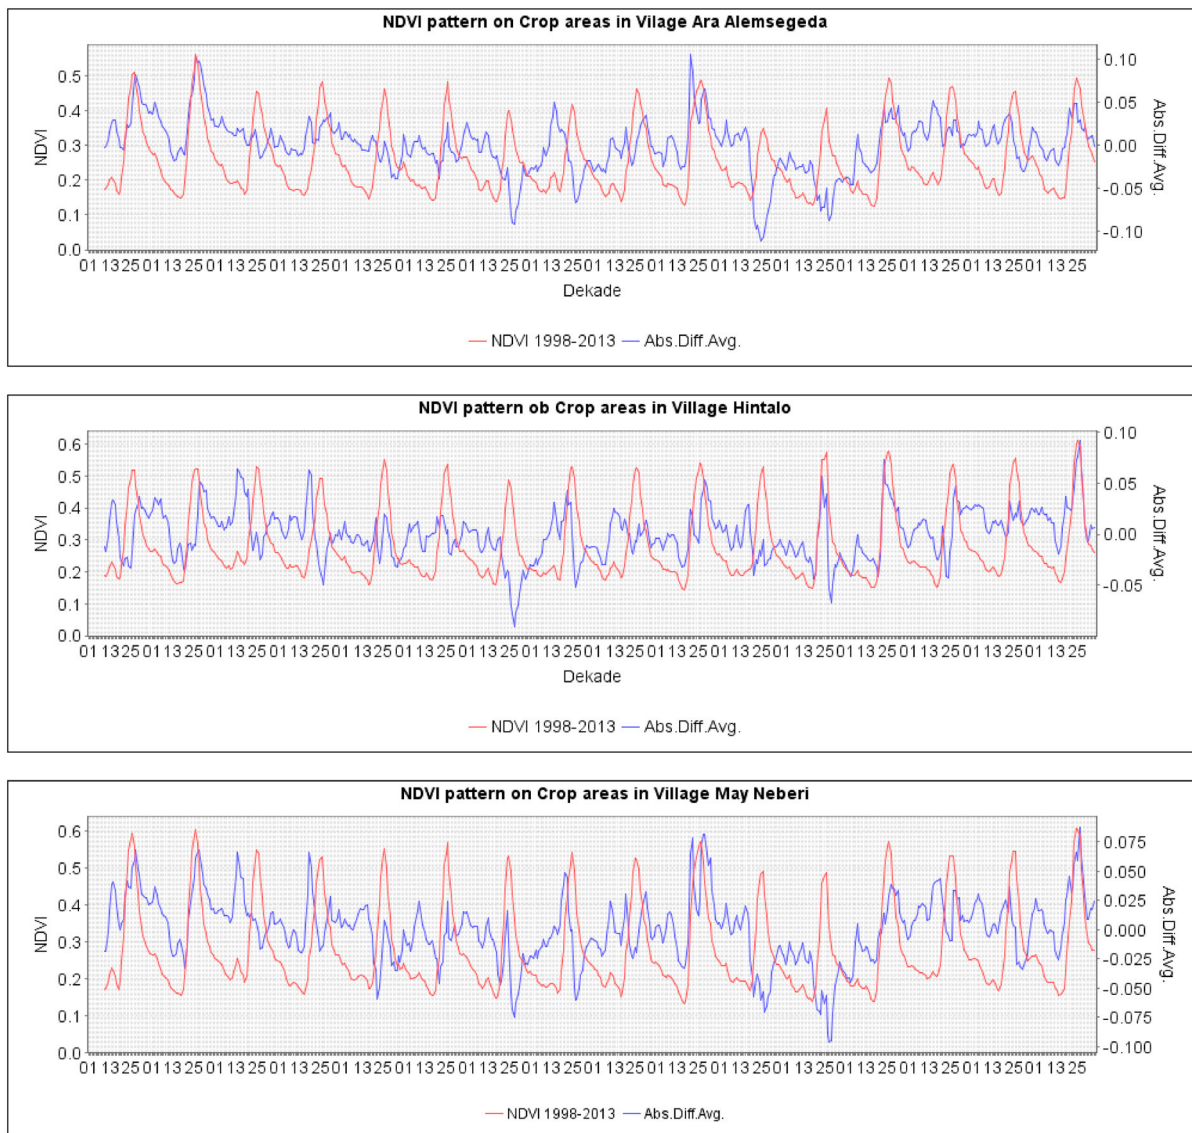 NDVI pattern on Crop areas in Vilage Ara Alemsegeda
NDVI
0.5
0.4
0.3
0.2
0.1
0.0
0.10
0.05
0.00
-0.05
-0.10
Abs.Diff.Avg.
01 13 25 01 13 25 01 13 25 01 13 25 01 13 25 01 13 25 01 13 25 01 13 25 01 13 25 01 13 25 01 13 25 01 13 25 01 13 25 01 13 25 01 13 25 01 13 25
Dekade
NDVI 1998-2013 Abs.Diff.Avg.
NDVI pattern ob Crop areas in Village Hintalo
NDVI
0.6
0.5
0.4
0.3
0.2
0.1
0.0
0.10
0.05
0.00
-0.05
Abs.Diff.Avg.
01 13 25 01 13 25 01 13 25 01 13 25 01 13 25 01 13 25 01 13 25 01 13 25 01 13 25 01 13 25 01 13 25 01 13 25 01 13 25 01 13 25 01 13 25 01 13 25
Dekade
NDVI 1998-2013 Abs.Diff.Avg.
NDVI pattern on Crop areas in Village May Neberi
NDVI
0.6
0.5
0.4
0.3
0.2
0.1
0.0
0.075
0.050
0.025
0.000
-0.025
-0.050
-0.075
-0.100
Abs.Diff.Avg.
01 13 25 01 13 25 01 13 25 01 13 25 01 13 25 01 13 25 01 13 25 01 13 25 01 13 25 01 13 25 01 13 25 01 13 25 01 13 25 01 13 25 01 13 25 01 13 25
NDVI 1998-2013 Abs.Diff.Avg.